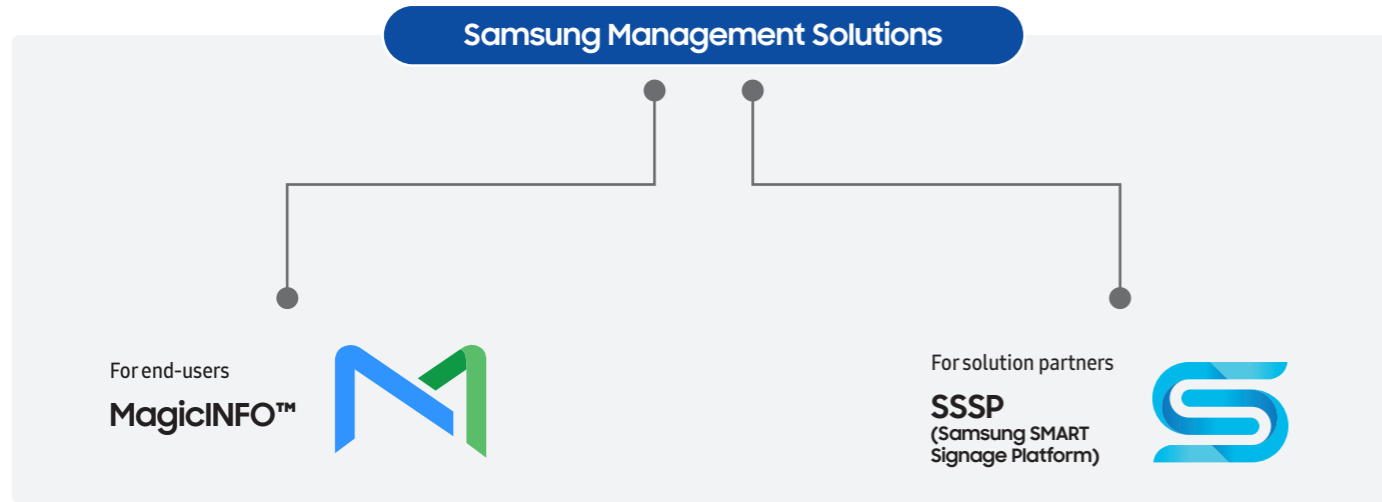 Samsung Management Solutions
For end-users
MagicINFO™
For solution partners
SSSP
(Samsung SMART
Signage Platform)